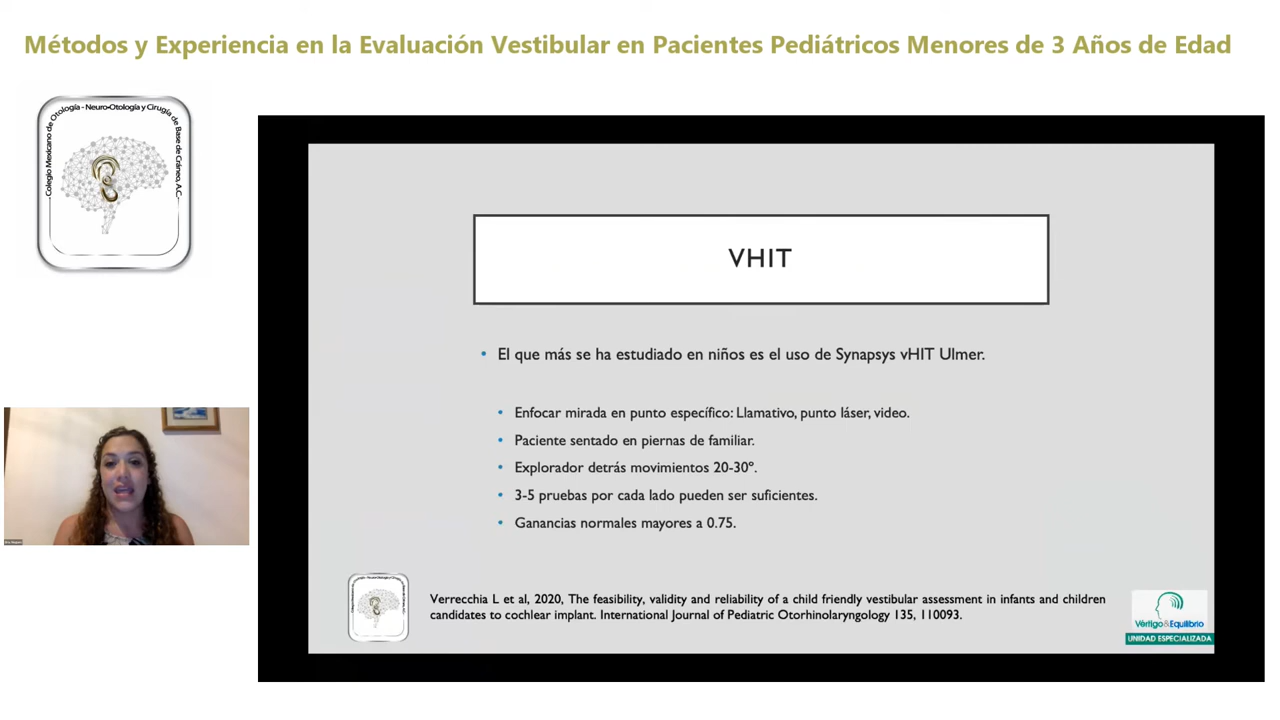 Métodos y Experiencia en la Evaluación Vestibular en Pacientes Pediátricos Menores de 3 Años de Edad
Colegio Mexicano de Otología - Neuro-Otología y Cirugía de Base de Cráneo, A.C.
VHIT
• El que más se ha estudiado en niños es el uso de Synapsys vHIT Ulmer.
• Enfocar mirada en punto específico: Llamativo, punto láser, video.
• Paciente sentado en piernas de familiar.
• Explorador detrás movimientos 20-30º.
• 3-5 pruebas por cada lado pueden ser suficientes.
• Ganancias normales mayores a 0.75.
Verrecchia L et al, 2020, The feasibility, validity and reliability of a child friendly vestibular assessment in infants and children
candidates to cochlear implant. International Journal of Pediatric Otorhinolaryngology 135, 110093.
Vértigo&Equilibrio
UNIDAD ESPECIALIZADA